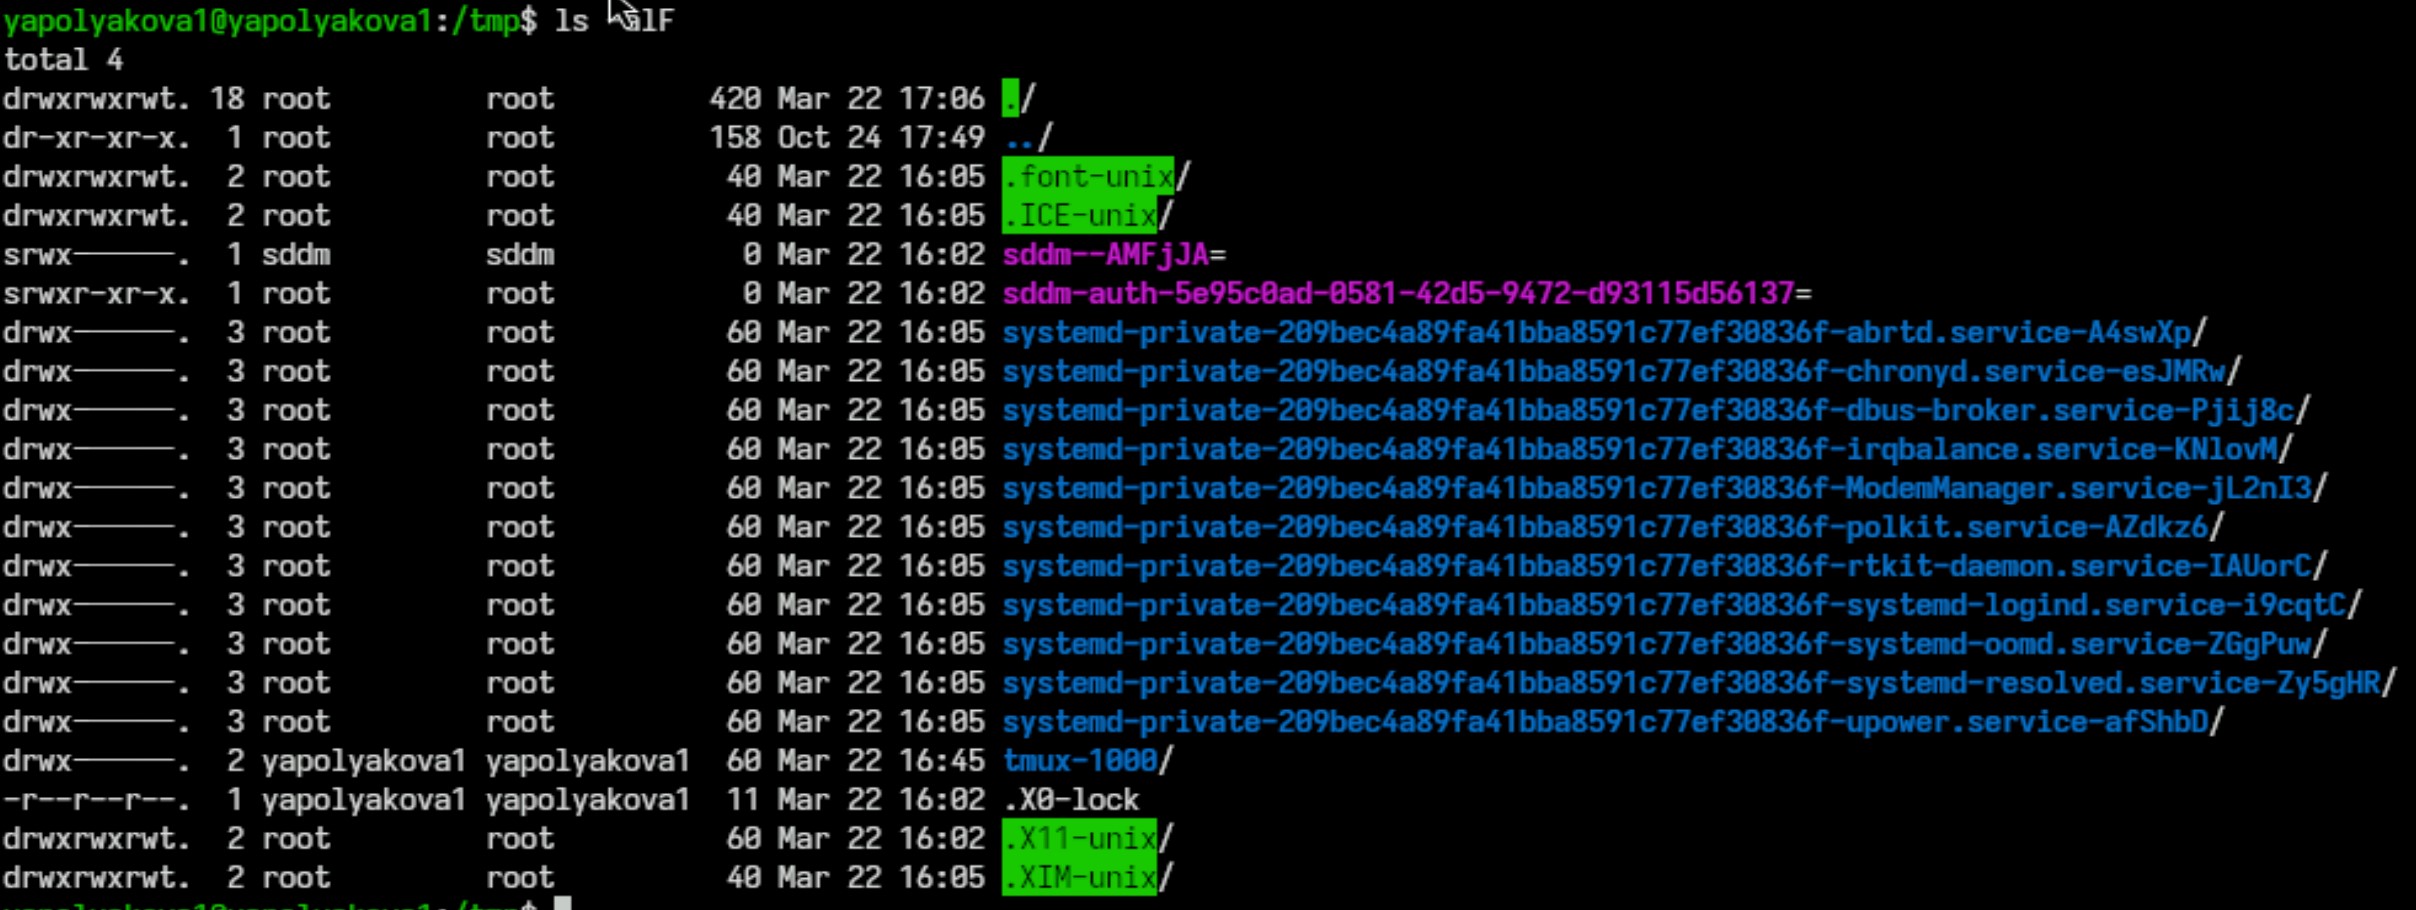 yapolyakova1@yapolyakova1:/tmp$ ls alF
total 4
drwxrwxrwt. 18 root         root         420 Mar 22 17:06 ./
dr-xr-xr-x.  1 root         root         158 Oct 24 17:49 ../
drwxrwxrwt.  2 root         root          40 Mar 22 16:05 .font-unix/
drwxrwxrwt.  2 root         root          40 Mar 22 16:05 .ICE-unix/
srwx------.  1 sddm         sddm           0 Mar 22 16:02 sddm--AMFjJA=
srwxr-xr-x.  1 root         root           0 Mar 22 16:02 sddm-auth-5e95c0ad-0581-42d5-9472-d93115d56137=
drwx------.  3 root         root          60 Mar 22 16:05 systemd-private-209bec4a89fa41bba8591c77ef30836f-abrtd.service-A4swXp/
drwx------.  3 root         root          60 Mar 22 16:05 systemd-private-209bec4a89fa41bba8591c77ef30836f-chronyd.service-esJMRw/
drwx------.  3 root         root          60 Mar 22 16:05 systemd-private-209bec4a89fa41bba8591c77ef30836f-dbus-broker.service-Pjij8c/
drwx------.  3 root         root          60 Mar 22 16:05 systemd-private-209bec4a89fa41bba8591c77ef30836f-irqbalance.service-KNlovM/
drwx------.  3 root         root          60 Mar 22 16:05 systemd-private-209bec4a89fa41bba8591c77ef30836f-ModemManager.service-jL2nI3/
drwx------.  3 root         root          60 Mar 22 16:05 systemd-private-209bec4a89fa41bba8591c77ef30836f-polkit.service-AZdkz6/
drwx------.  3 root         root          60 Mar 22 16:05 systemd-private-209bec4a89fa41bba8591c77ef30836f-rtkit-daemon.service-IAUorC/
drwx------.  3 root         root          60 Mar 22 16:05 systemd-private-209bec4a89fa41bba8591c77ef30836f-systemd-logind.service-i9cqtC/
drwx------.  3 root         root          60 Mar 22 16:05 systemd-private-209bec4a89fa41bba8591c77ef30836f-systemd-oomd.service-ZGgPuw/
drwx------.  3 root         root          60 Mar 22 16:05 systemd-private-209bec4a89fa41bba8591c77ef30836f-systemd-resolved.service-Zy5gHR/
drwx------.  3 root         root          60 Mar 22 16:05 systemd-private-209bec4a89fa41bba8591c77ef30836f-upower.service-afShbD/
drwx------.  2 yapolyakova1 yapolyakova1  60 Mar 22 16:45 tmux-1000/
-r--r--r--.  1 yapolyakova1 yapolyakova1  11 Mar 22 16:02 .X0-lock
drwxrwxrwt.  2 root         root          60 Mar 22 16:02 .X11-unix/
drwxrwxrwt.  2 root         root          40 Mar 22 16:05 .XIM-unix/
yapolyakova1@yapolyakova1:/tmp$